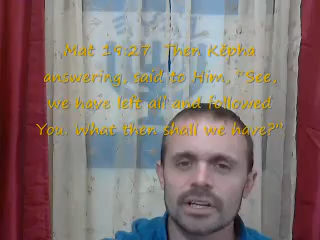 Mat 19:27 Then Kĕpha
answering, said to Him, "See,
we have left all and followed
You. What then shall we have?"